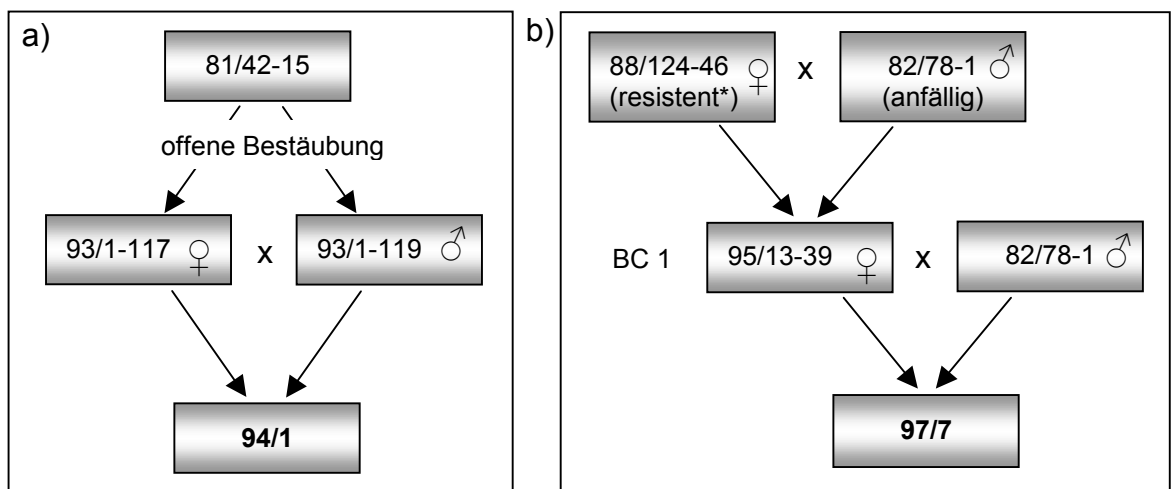 a)
81/42-15
offene Bestäubung
93/1-117 ♀ x 93/1-119 ♂
94/1
b)
88/124-46 ♀ x 82/78-1 ♂
(resistent*) (anfällig)
BC 1 95/13-39 ♀ x 82/78-1 ♂
97/7